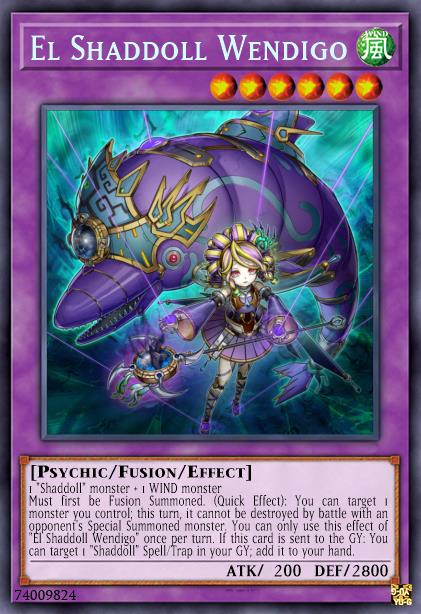 El Shaddoll Wendigo
WIND
風
[Psychic/Fusion/Effect]
1 "Shaddoll" monster + 1 WIND monster
Must first be Fusion Summoned. (Quick Effect): You can target 1
monster you control; this turn, it cannot be destroyed by battle with an
opponent's Special Summoned monster. You can only use this effect of
"El Shaddoll Wendigo" once per turn. If this card is sent to the GY: You
can target 1 "Shaddoll" Spell/Trap in your GY; add it to your hand.
ATK/ 200 DEF/2800
74009824